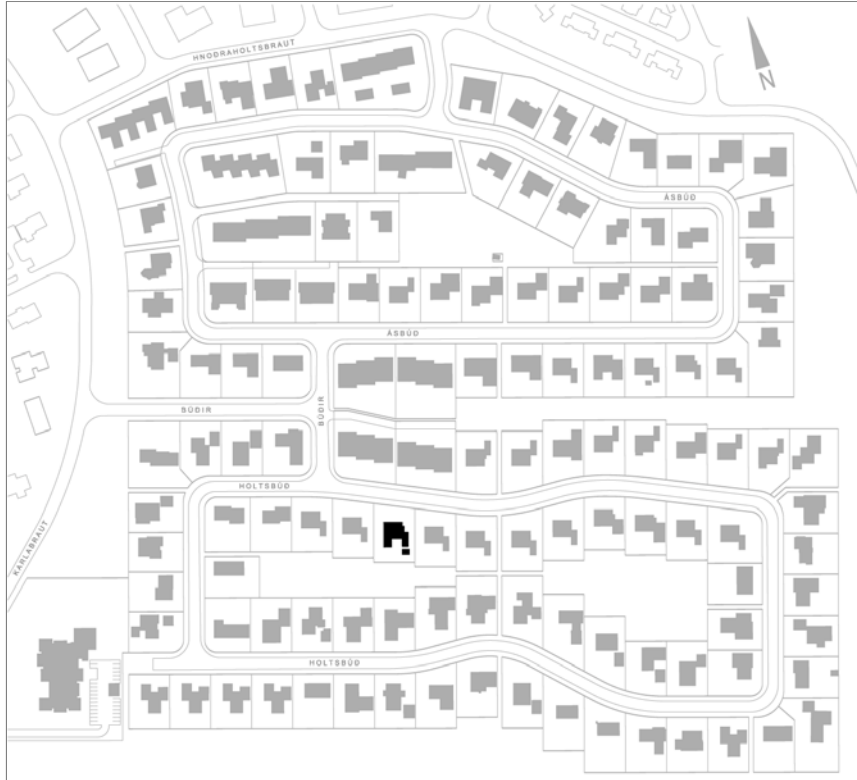 HNOÐRAHOLTSBRAUT
N
ÁSBÚÐ
ÁSBÚÐ
BÚÐIR
BÚÐIR
HOLTSBÚÐ
KARLABRAUT
HOLTSBÚÐ